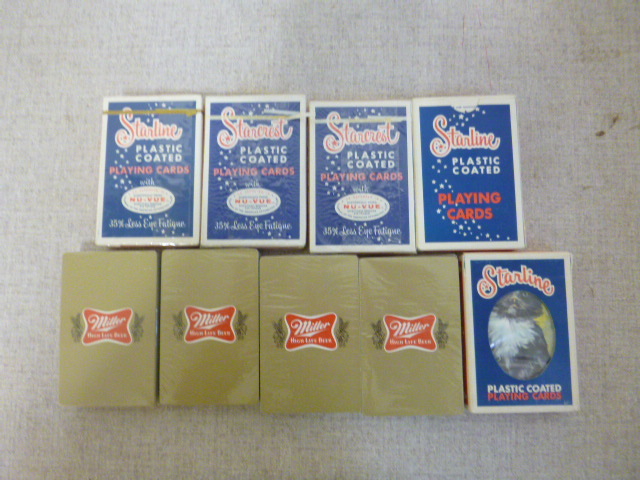 Starline
PLASTIC
COATED
PLAYING CARDS
with
NU-VUE
35% Less Eye Fatigue
Starcrest
PLASTIC
COATED
PLAYING CARDS
with
NU-VUE
35% Less Eye Fatigue
Starcrest
PLASTIC
COATED
PLAYING CARDS
with
NU-VUE
35% Less Eye Fatigue
Starline
PLASTIC
COATED
PLAYING
CARDS
Miller
HIGH LIFE BEER
Miller
HIGH LIFE BEER
Miller
HIGH LIFE BEER
Miller
HIGH LIFE BEER
Starline
PLASTIC COATED
PLAYING CARDS